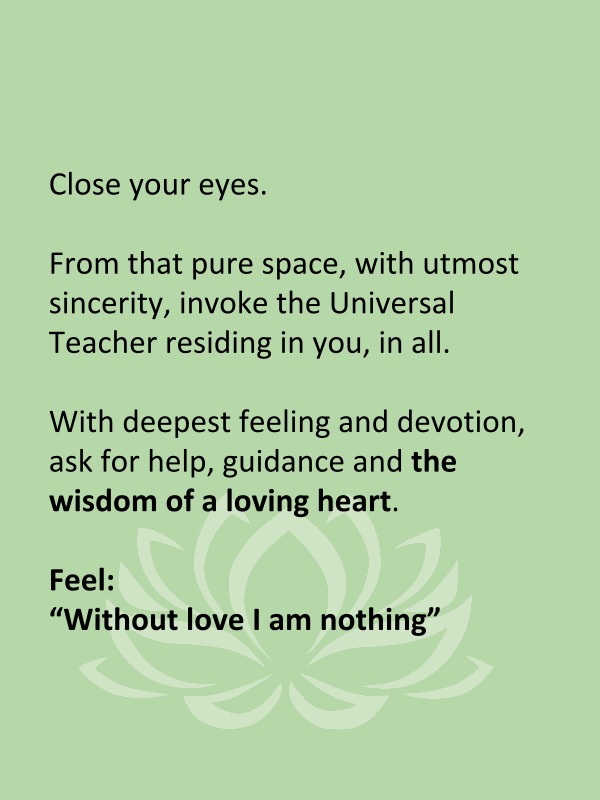 Close your eyes.
From that pure space, with utmost
sincerity, invoke the Universal
Teacher residing in you, in all.
With deepest feeling and devotion,
ask for help, guidance and the
wisdom of a loving heart.
Feel:
“Without love I am nothing”